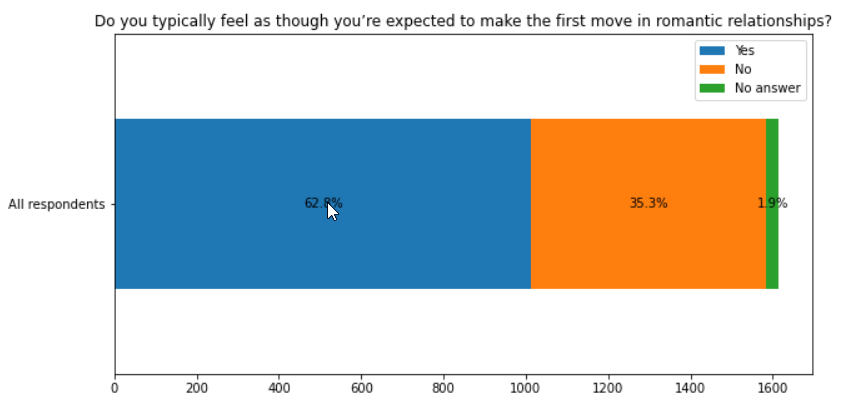 Do you typically feel as though you’re expected to make the first move in romantic relationships?
Yes
No
No answer
All respondents
62.8%
35.3%
1.9%
0 200 400 600 800 1000 1200 1400 1600